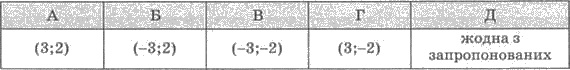 А Б В Г Д
(3;2) (–3;2) (–3;–2) (3;–2) жодна з
запропонованих